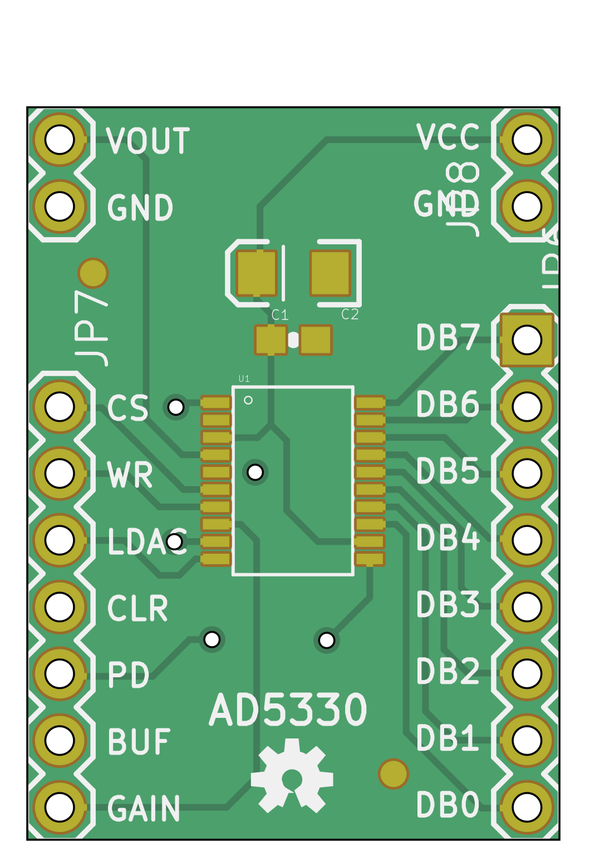 VOUT
VCC
GND
GND
JP8
JP7
C1
C2
DB7
U1
CS
DB6
WR
DB5
LDAC
DB4
CLR
DB3
PD
DB2
AD5330
BUF
DB1
GAIN
DB0